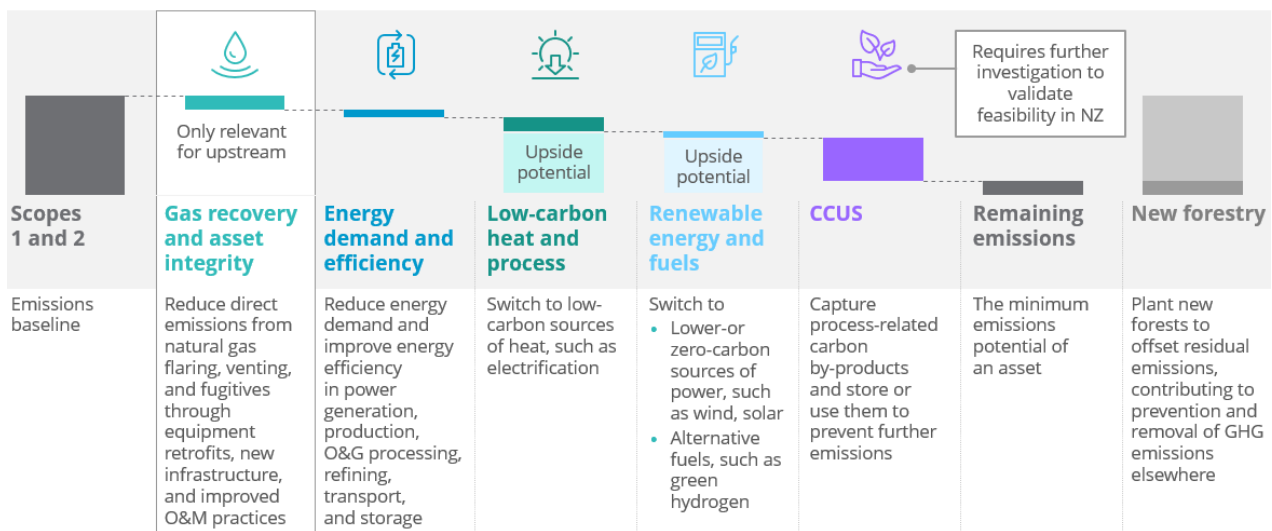 Requires further
investigation to
validate
feasibility in NZ
Only relevant
for upstream
Upside
potential
Upside
potential
Scopes
1 and 2
Gas recovery
and asset
integrity
Energy
demand and
efficiency
Low-carbon
heat and
process
Renewable
energy and
fuels
CCUS
Remaining
emissions
New forestry
Emissions
baseline
Reduce direct
emissions from
natural gas
flaring, venting,
and fugitives
through
equipment
retrofits, new
infrastructure,
and improved
O&M practices
Reduce energy
demand and
improve energy
efficiency
in power
generation,
production,
O&G processing,
refining,
transport,
and storage
Switch to low-
carbon sources
of heat, such as
electrification
Switch to
• Lower-or
zero-carbon
sources of
power, such
as wind, solar
• Alternative
fuels, such as
green
hydrogen
Capture
process-related
carbon
by-products
and store or
use them to
prevent further
emissions
The minimum
emissions
potential of
an asset
Plant new
forests to
offset residual
emissions,
contributing to
prevention and
removal of GHG
emissions
elsewhere